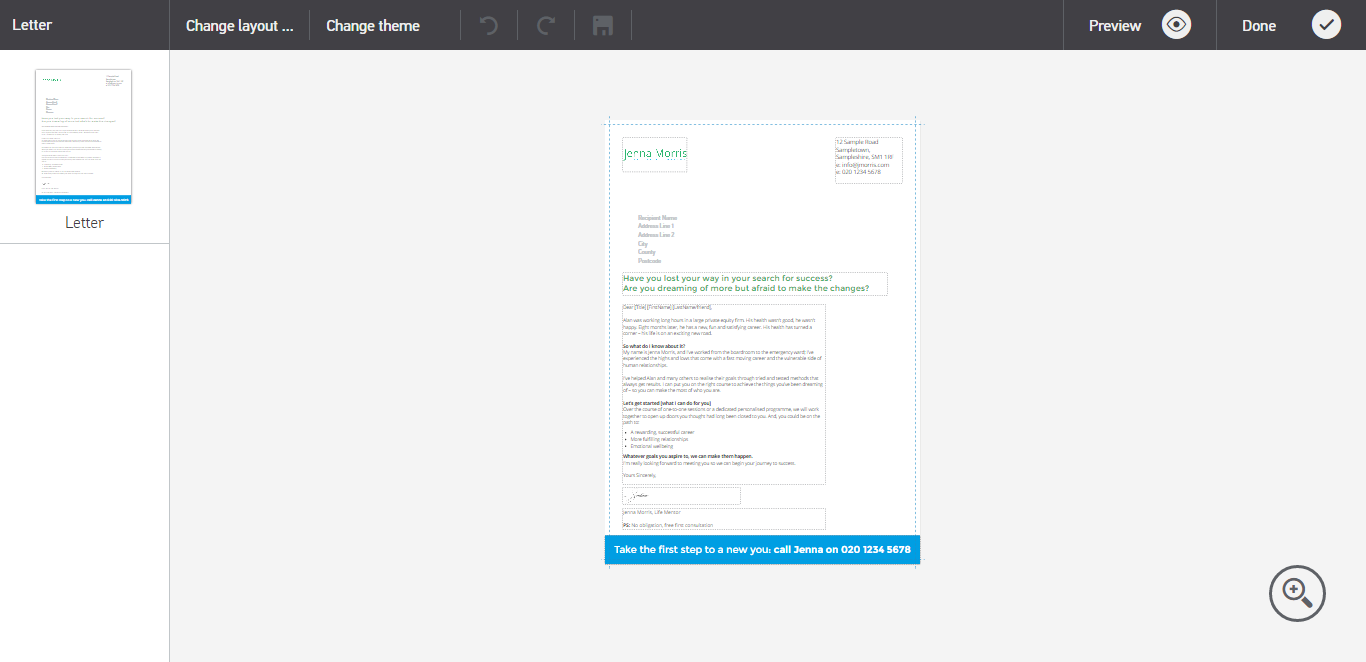 Letter
Change layout ...
Change theme
Preview
Done
Letter
Jenna Morris
12 Sample Road
Sampletown,
Sampleshire, SM1 1RF
e: info@jmorris.com
e: 020 1234 5678
Recipient Name
Address Line 1
Address Line 2
City
County
Postcode
Have you lost your way in your search for success?
Are you dreaming of more but afraid to make the changes?
Dear [Title] [FirstName] [LastName/friend],
Alan was working long hours in a large private equity firm. His health wasn't good, he wasn't
happy. Eight months later, he has a new, fun and satisfying career. His health has turned a
corner – his life is on an exciting new road.
So what do I know about it?
My name is Jenna Morris, and I've worked from the boardroom to the emergency ward! I've
experienced the highs and lows that come with a fast moving career and the vulnerable side of
human relationships.
I've helped Alan and many others to realise their goals through tried and tested methods that
always get results. I can put you on the right course to achieve the things you've been dreaming
of – so you can make the most of who you are.
Let's get started [what I can do for you]
Over the course of one-to-one sessions or a dedicated personalised programme, we will work
together to open up doors you thought had long been closed to you. And, you could be on the
path to:
• A rewarding, successful career
• More fulfilling relationships
• Emotional wellbeing
Whatever goals you aspire to, we can make them happen.
I'm really looking forward to meeting you so we can begin your journey to success.
Yours Sincerely,
Jenna Morris, Life Mentor
PS: No obligation, free first consultation
Take the first step to a new you: call Jenna on 020 1234 5678